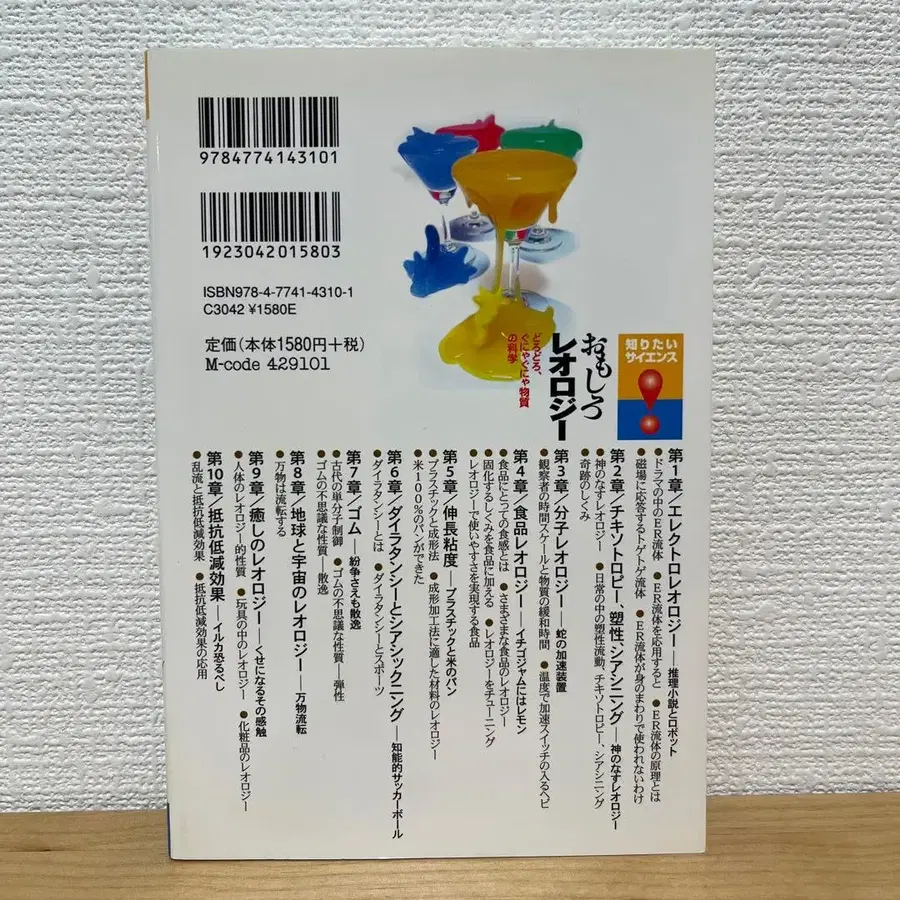 9784774143101
1923042015803
ISBN978-4-7741-4310-1
C3042 ¥1580E
定価(本体1580円+税)
M-code 429101
知りたい
サイエンス
おもしろ
レオロジー
どろどろ、
ぐにゃぐにゃ物質
の科学
第1章/エレクトロレオロジー——推理小説とロボット
●ドラマの中のER流体 ●ER流体を応用すると ●ER流体の原理とは
●磁場に応答するトゲトゲ流体 ●ER流体が身のまわりで使われないわけ
第2章/チキソトロピー、塑性、シアシニング——神のなすレオロジー
●神のなすレオロジー ●日常の中の塑性流動、チキソトロピー、シアシニング
●奇跡のしくみ
第3章/分子レオロジー——蛇の加速装置
●観察者の時間スケールと物質の緩和時間 ●温度で加速スイッチの入るヘビ
第4章/食品レオロジー——イチゴジャムにはレモン
●食品にとっての食感とは ●さまざまな食品のレオロジー
●固化するしくみを食品に加える ●レオロジーをチューニング
●レオロジーで使いやすさを実現する食品
第5章/伸長粘度——プラスチックと米のパン
●プラスチックと成形法 ●成形加工法に適した材料のレオロジー
●米100%のパンができた
第6章/ダイラタンシーとシアシックニング——知能的サッカーボール
●ダイラタンシーとは ●ダイラタンシーとスポーツ
第7章/ゴム——紛争さえも散逸
●古代の単分子制御 ●ゴムの不思議な性質—弾性
●ゴムの不思議な性質—散逸
第8章/地球と宇宙のレオロジー——万物流転
●万物は流転する
第9章/癒しのレオロジー——くせになるその感触
●人体のレオロジー的性質 ●玩具の中のレオロジー ●化粧品のレオロジー
第10章/抵抗低減効果——イルカ恐るべし
●乱流と抵抗低減効果 ●抵抗低減効果の応用